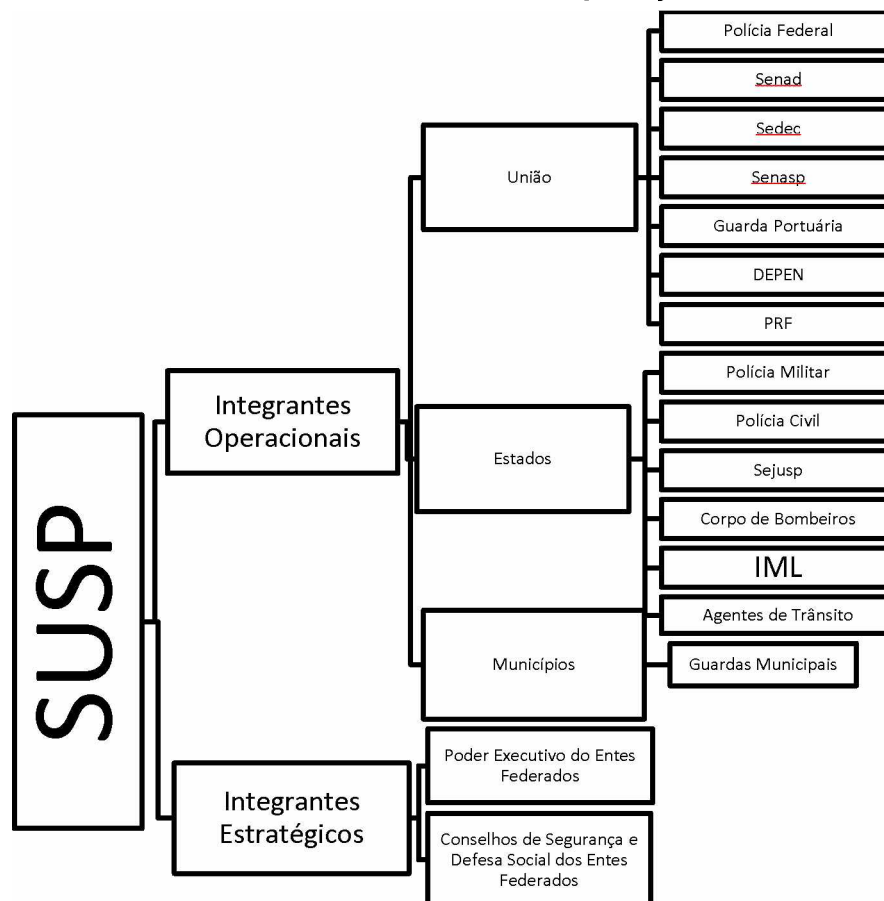 SUSP
Integrantes
Operacionais
União
Polícia Federal
Senad
Sedec
Senasp
Guarda Portuária
DEPEN
PRF
Estados
Polícia Militar
Polícia Civil
Sejusp
Corpo de Bombeiros
IML
Agentes de Trânsito
Municípios
Guardas Municipais
Integrantes
Estratégicos
Poder Executivo do Entes
Federados
Conselhos de Segurança e
Defesa Social dos Entes
Federados